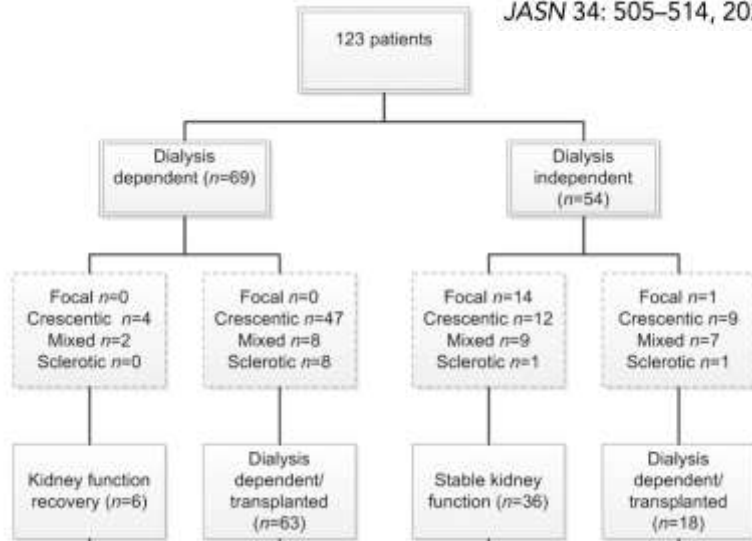 JASN 34: 505–514, 202
123 patients
Dialysis
dependent (n=69)
Dialysis
independent
(n=54)
Focal n=0
Crescentic n=4
Mixed n=2
Sclerotic n=0
Focal n=0
Crescentic n=47
Mixed n=8
Sclerotic n=8
Focal n=14
Crescentic n=12
Mixed n=9
Sclerotic n=1
Focal n=1
Crescentic n=9
Mixed n=7
Sclerotic n=1
Kidney function
recovery (n=6)
Dialysis
dependent/
transplanted
(n=63)
Stable kidney
function (n=36)
Dialysis
dependent/
transplanted
(n=18)